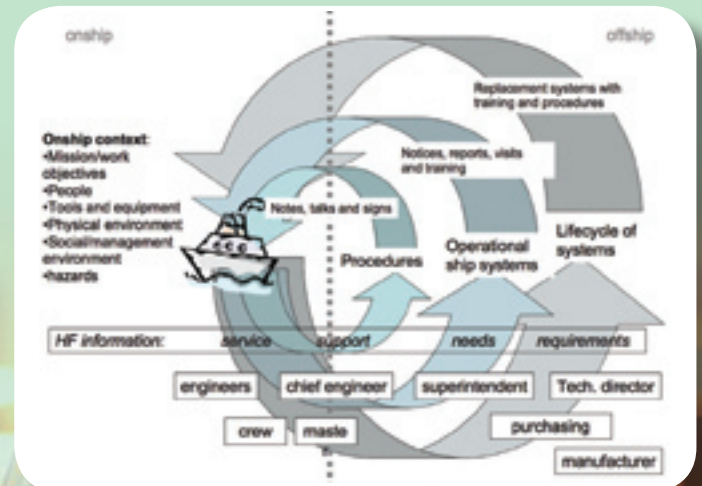 onship
offship
Replacement systems with
training and procedures
Onship context:
•Mission/work
objectives
•People
•Tools and equipment
•Physical environment
•Social/management
environment
•hazards
Notices, reports, visits
and training
Notes, talks and signs
Procedures
Operational
ship systems
Lifecycle of
systems
HF information: service support needs requirements
engineers
chief engineer
superintendent
Tech. director
crew
maste
purchasing
manufacturer